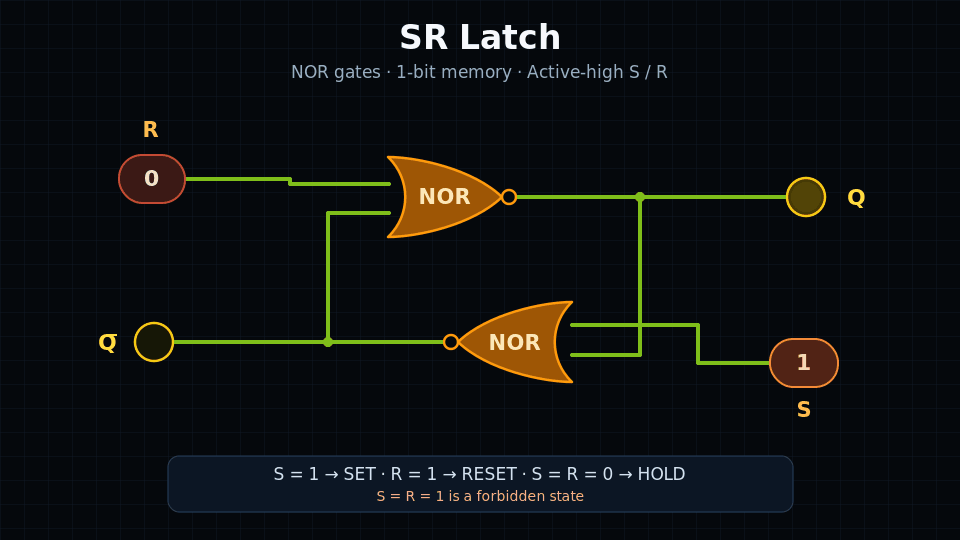 SR Latch
NOR gates · 1-bit memory · Active-high S / R
R
0
NOR
Q
Q̅
NOR
1
S
S = 1 → SET · R = 1 → RESET · S = R = 0 → HOLD
S = R = 1 is a forbidden state